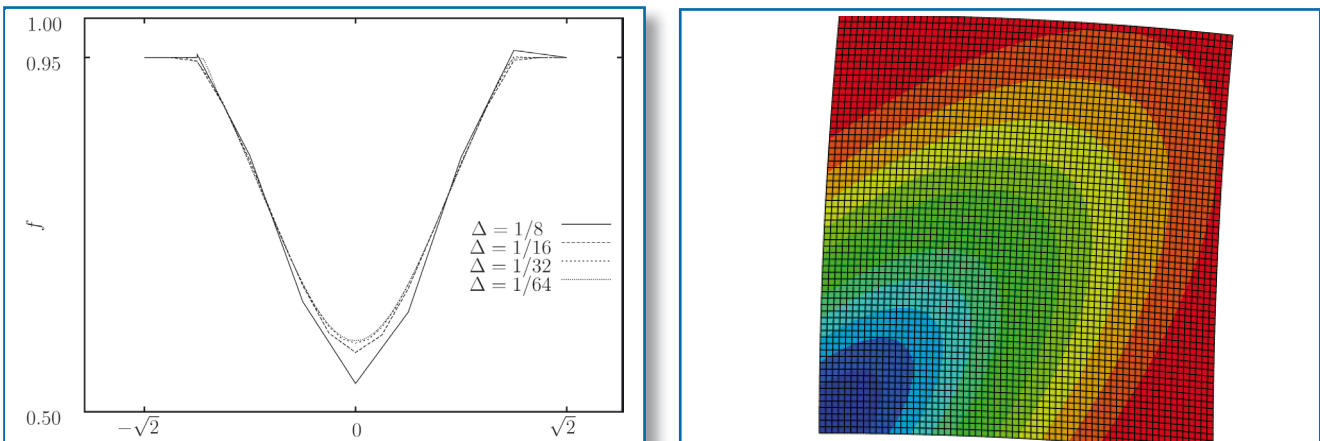 1.00
0.95
f
Δ = 1/8
Δ = 1/16
Δ = 1/32
Δ = 1/64
0.50
−√2
0
√2